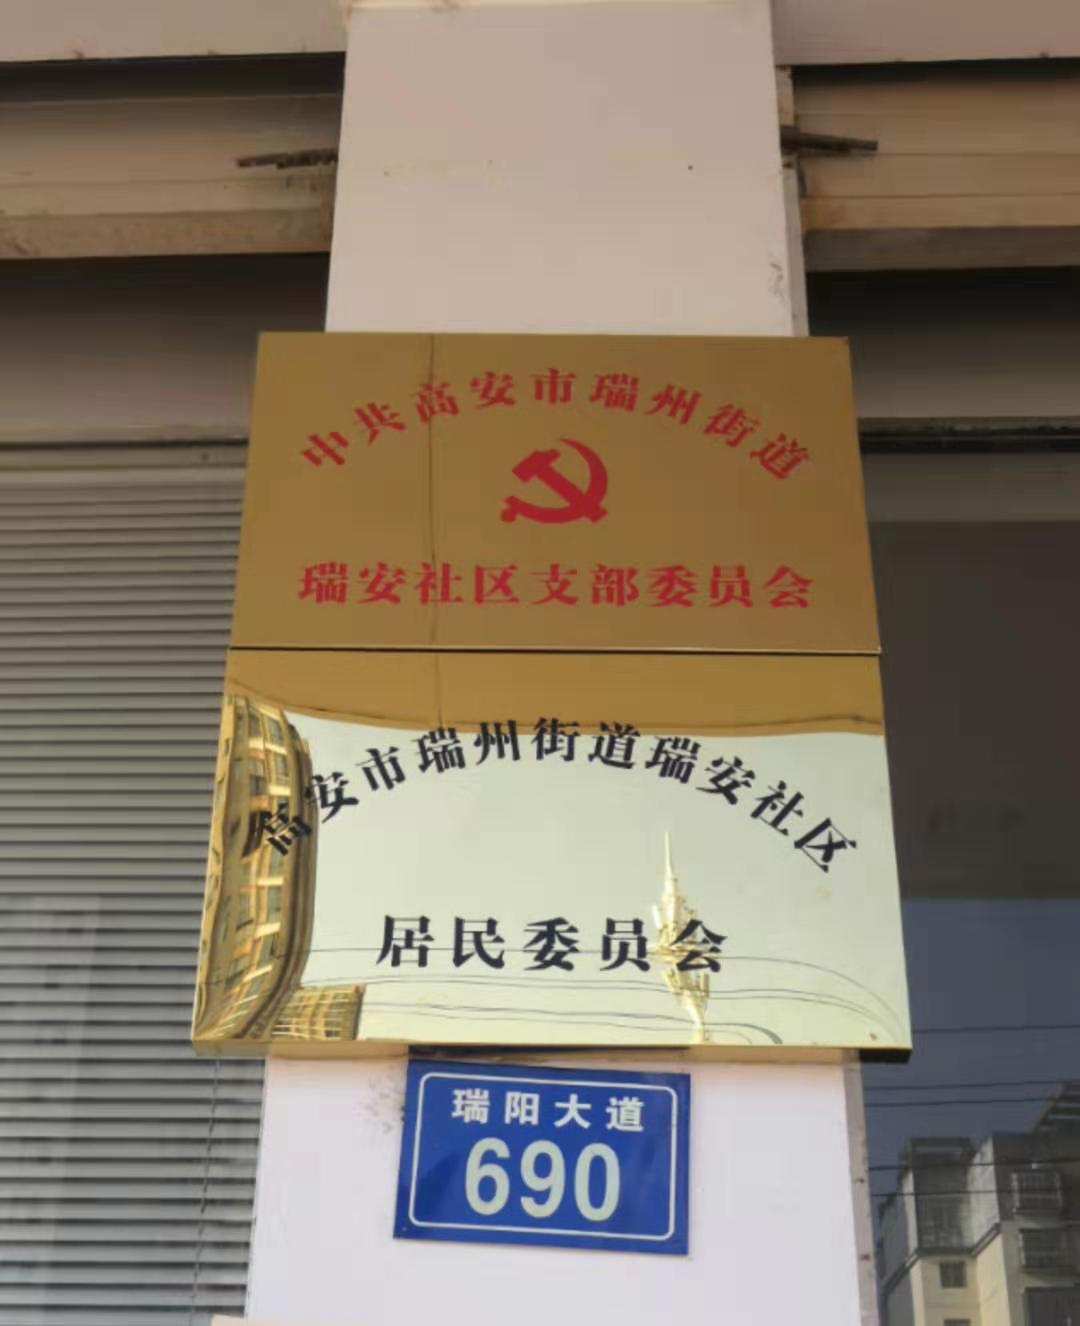 中共高安市瑞州街道
瑞安社区支部委员会
高安市瑞州街道瑞安社区
居民委员会
瑞阳大道
690